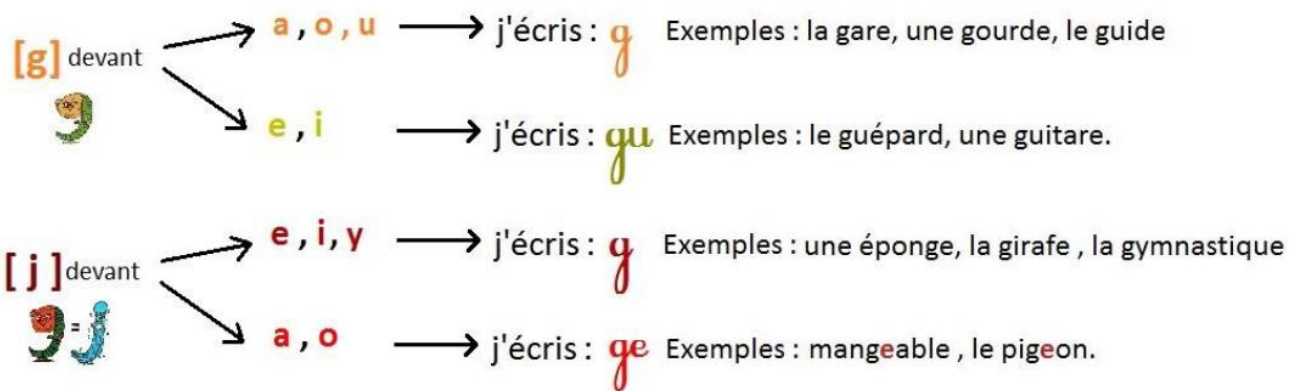 a, o, u j'écris : g Exemples : la gare, une gourde, le guide
[g] devant
e, i j'écris : gu Exemples : le guépard, une guitare.
e, i, y j'écris : g Exemples : une éponge, la girafe , la gymnastique
[ j ] devant
=
a, o j'écris : ge Exemples : mangeable , le pigeon.